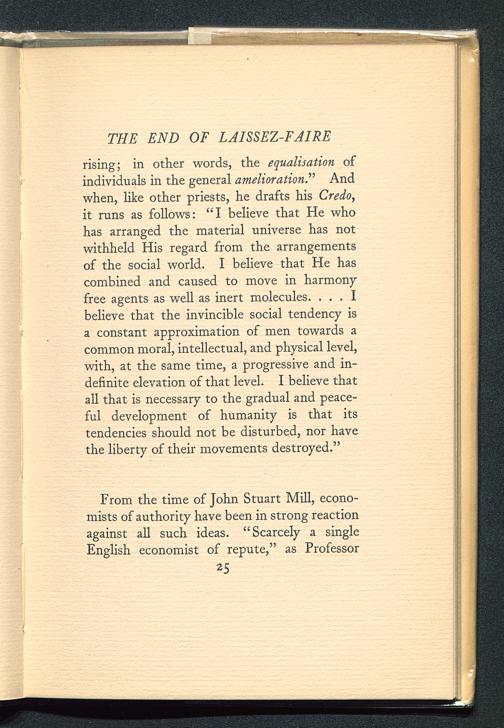 THE END OF LAISSEZ-FAIRE
rising; in other words, the equalisation of
individuals in the general amelioration.” And
when, like other priests, he drafts his Credo,
it runs as follows: “I believe that He who
has arranged the material universe has not
withheld His regard from the arrangements
of the social world. I believe that He has
combined and caused to move in harmony
free agents as well as inert molecules. . . . I
believe that the invincible social tendency is
a constant approximation of men towards a
common moral, intellectual, and physical level,
with, at the same time, a progressive and in-
definite elevation of that level. I believe that
all that is necessary to the gradual and peace-
ful development of humanity is that its
tendencies should not be disturbed, nor have
the liberty of their movements destroyed.”
From the time of John Stuart Mill, econo-
mists of authority have been in strong reaction
against all such ideas. “Scarcely a single
English economist of repute,” as Professor
25